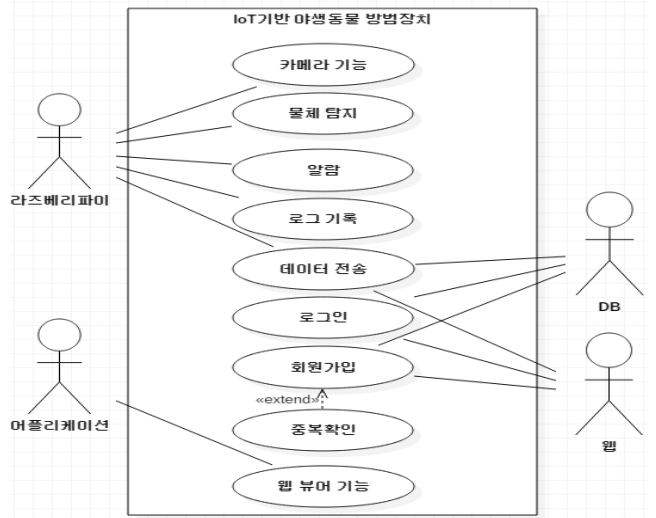 IoT기반 야생동물 방범장치
카메라 기능
물체 탐지
알람
라즈베리파이
로그 기록
데이터 전송
DB
로그인
회원가입
«extend»
어플리케이션
중복확인
웹
웹 뷰어 기능